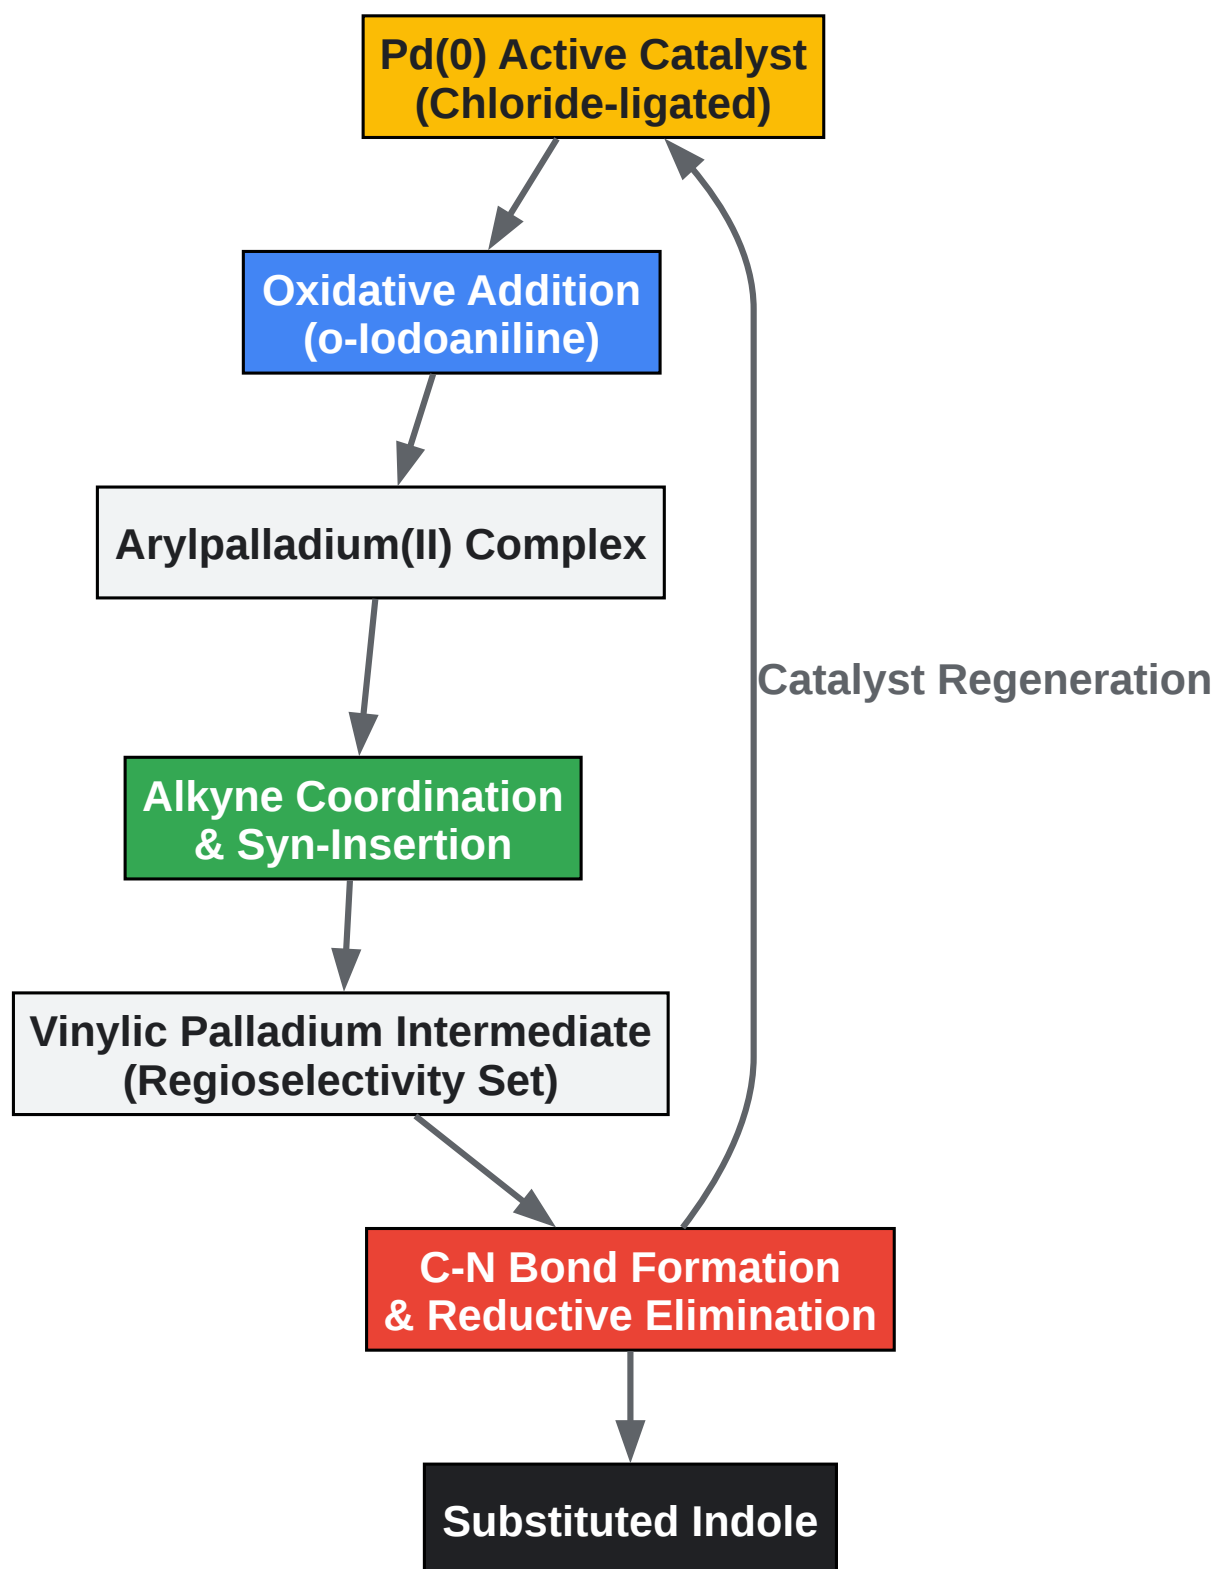 Pd(0) Active Catalyst
(Chloride-ligated)
Oxidative Addition
(o-Iodoaniline)
Arylpalladium(II) Complex
Catalyst Regeneration
Alkyne Coordination
& Syn-Insertion
Vinylic Palladium Intermediate
(Regioselectivity Set)
C-N Bond Formation
& Reductive Elimination
Substituted Indole